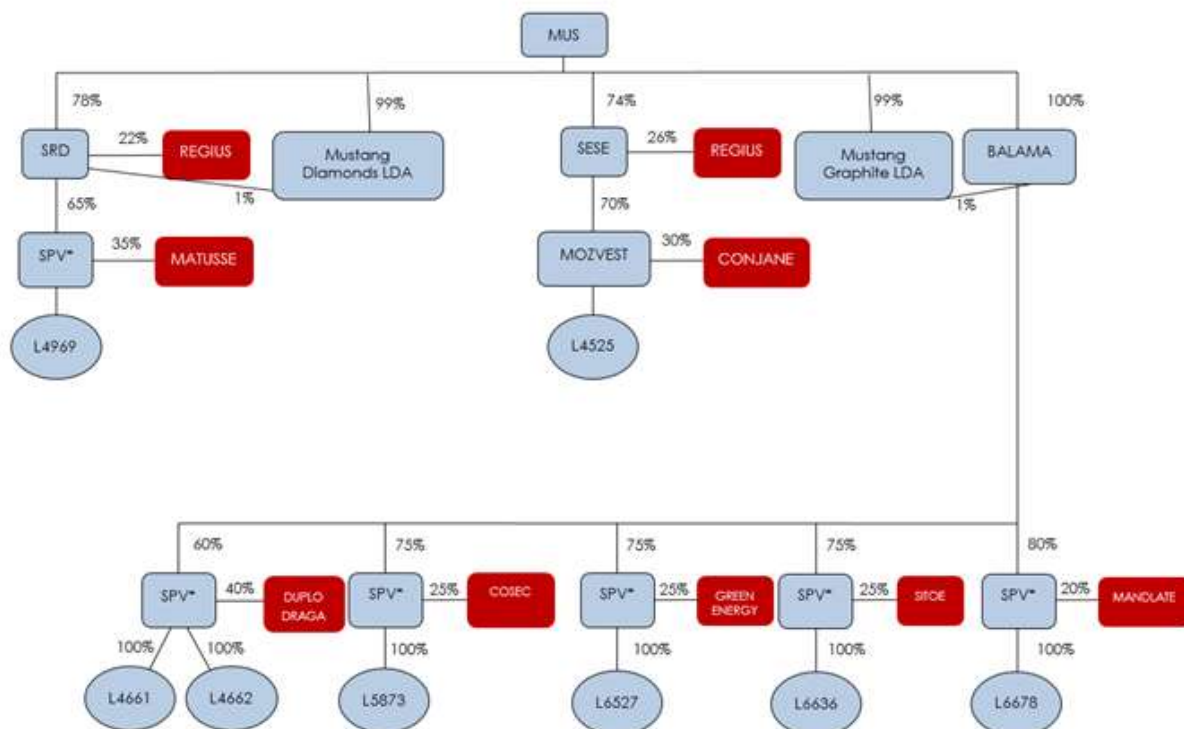 MUS
78%
99%
74%
99%
100%
SRD
22%
REGIUS
Mustang
Diamonds LDA
SESE
26%
REGIUS
Mustang
Graphite LDA
BALAMA
1%
1%
65%
70%
SPV*
35%
MATUSSE
MOZVEST
30%
CONJANE
L4969
L4525
60%
75%
75%
75%
80%
SPV*
40%
DUPLO
DRAGA
SPV*
25%
COSEC
SPV*
25%
GREEN
ENERGY
SPV*
25%
SITOE
SPV*
20%
MANDLATE
100%
100%
100%
100%
100%
100%
L4661
L4662
L5873
L6527
L6636
L6678